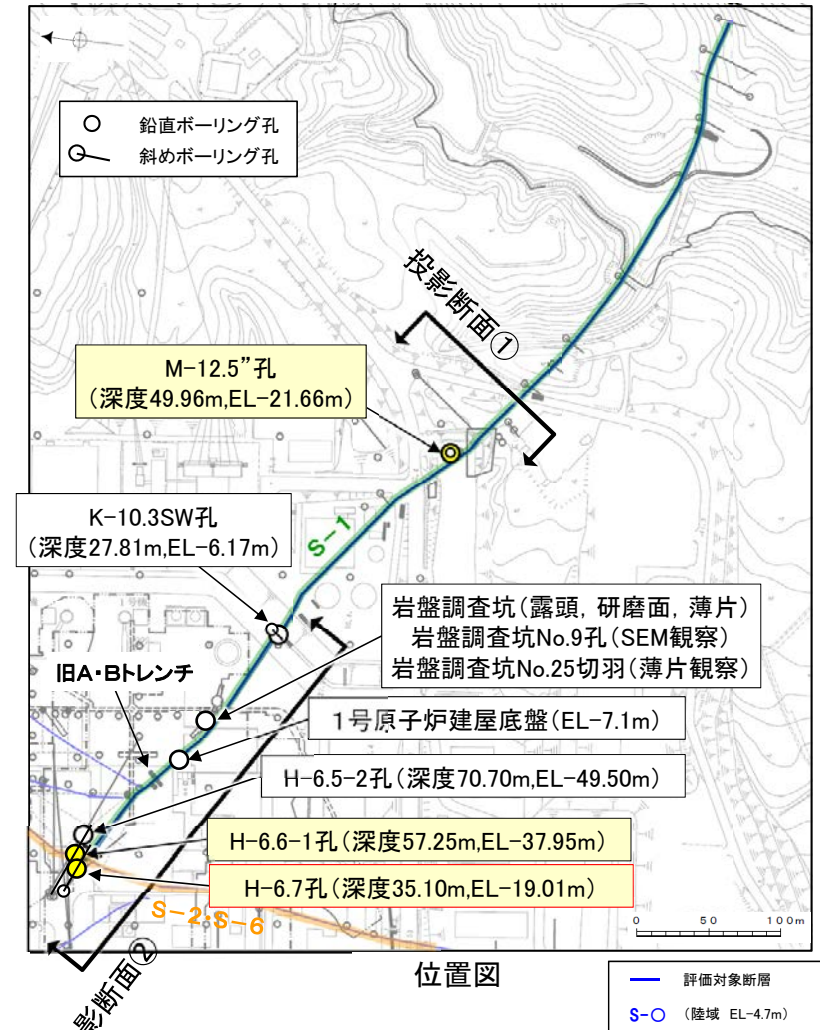 鉛直ボーリング孔
斜めボーリング孔
投影断面①
M-12.5”孔
(深度49.96m,EL-21.66m)
K-10.3SW孔
(深度27.81m,EL-6.17m)
S-1
岩盤調査坑(露頭, 研磨面, 薄片)
岩盤調査坑No.9孔(SEM観察)
岩盤調査坑No.25切羽(薄片観察)
旧A・Bトレンチ
1号原子炉建屋底盤(EL-7.1m)
H-6.5-2孔(深度70.70m,EL-49.50m)
H-6.6-1孔(深度57.25m,EL-37.95m)
H-6.7孔(深度35.10m,EL-19.01m)
S-2・S-6
0 50 100m
影断面②
位置図
評価対象断層
S-○ (陸域 EL-4.7m)